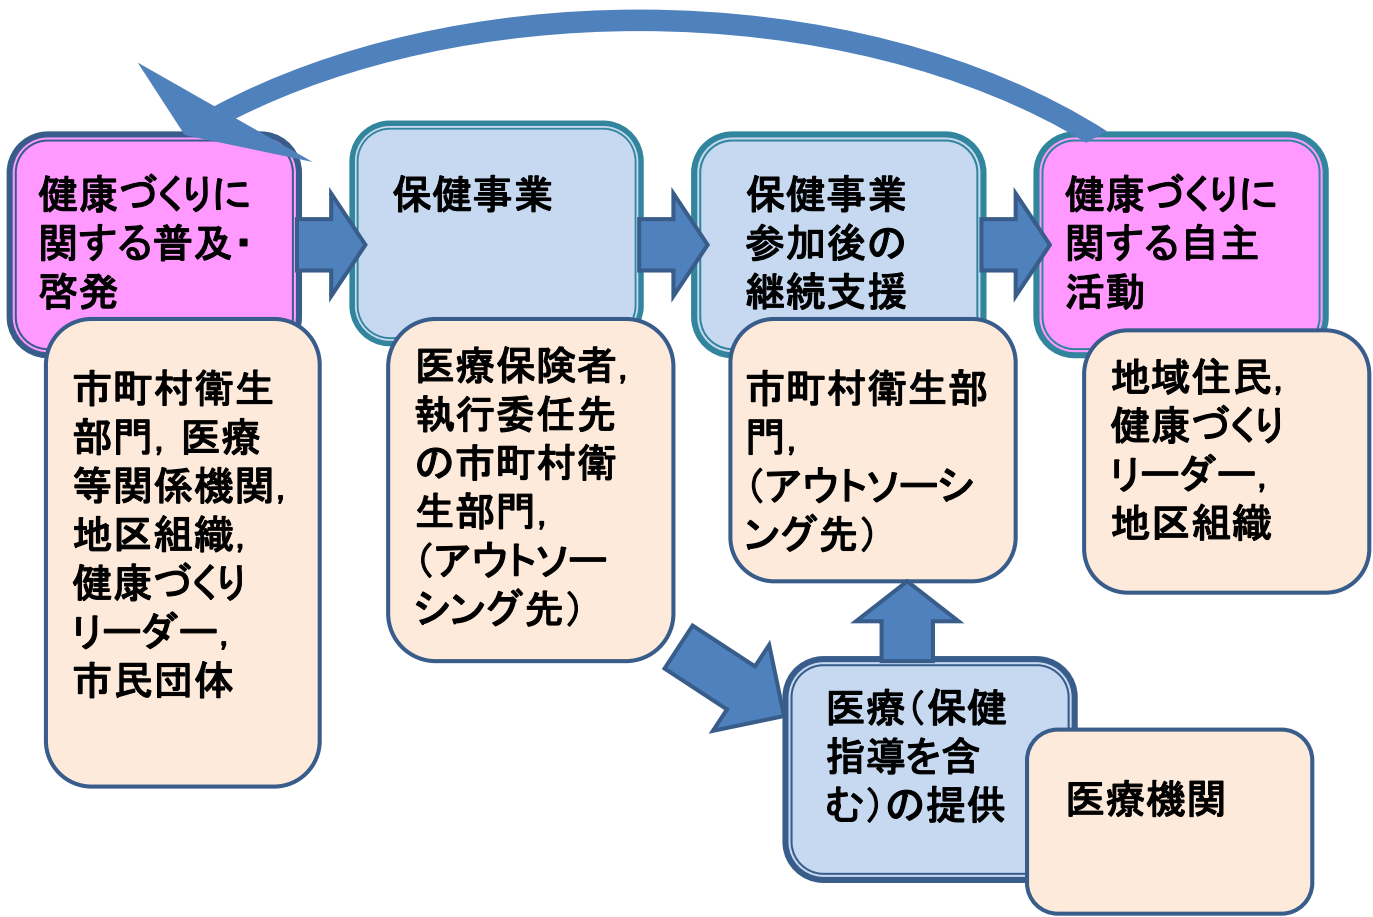 健康づくりに
関する普及・
啓発
市町村衛生
部門，医療
等関係機関，
地区組織，
健康づくり
リーダー，
市民団体
保健事業
医療保険者，
執行委任先
の市町村衛
生部門，
（アウトソー
シング先）
保健事業
参加後の
継続支援
市町村衛生部
門，
（アウトソーシ
ング先）
健康づくりに
関する自主
活動
地域住民，
健康づくり
リーダー，
地区組織
医療（保健
指導を含
む）の提供
医療機関